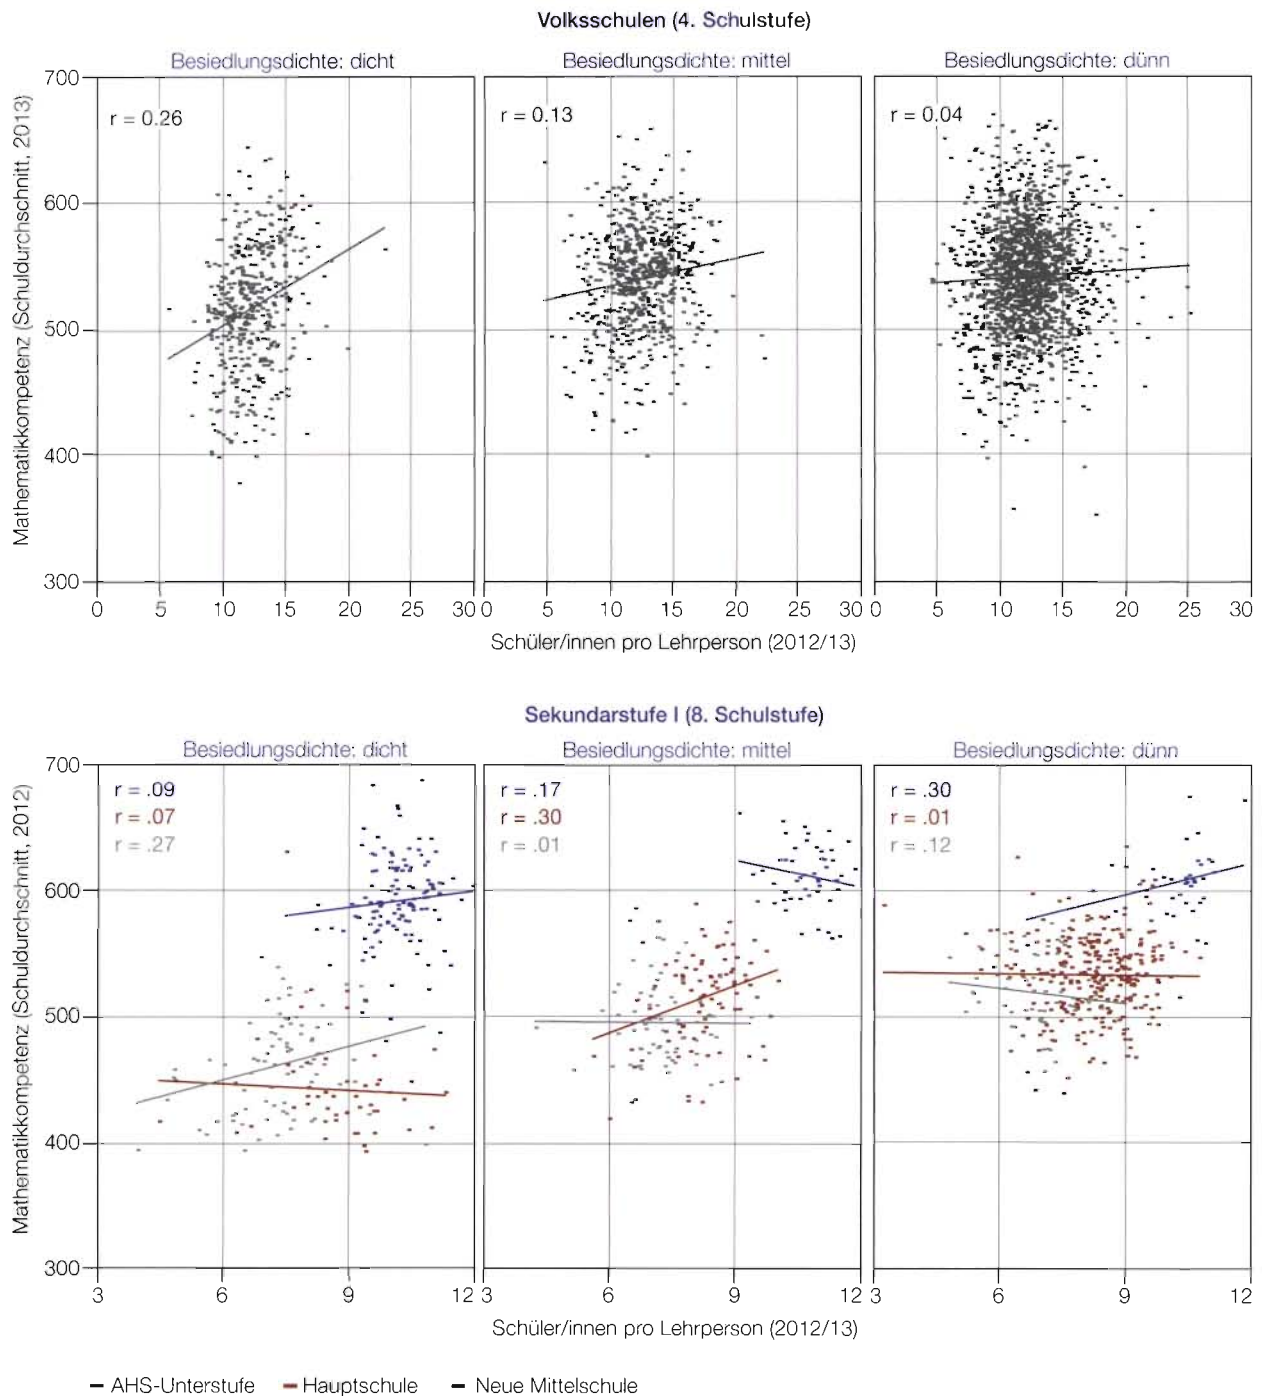 Volksschulen (4. Schulstufe)
Besiedlungsdichte: dicht
Besiedlungsdichte: mittel
Besiedlungsdichte: dünn
Mathematikkompetenz (Schuldurchschnitt, 2013)
700
600
500
400
300
r = 0.26
r = 0.13
r = 0.04
0 5 10 15 20 25 30 0 5 10 15 20 25 30 0 5 10 15 20 25 30
Schüler/innen pro Lehrperson (2012/13)
Sekundarstufe I (8. Schulstufe)
Besiedlungsdichte: dicht
Besiedlungsdichte: mittel
Besiedlungsdichte: dünn
Mathematikkompetenz (Schuldurchschnitt, 2012)
700
600
500
400
300
r = .09
r = .07
r = .27
r = .17
r = .30
r = .01
r = .30
r = .01
r = .12
3 6 9 12 3 6 9 12 3 6 9 12
Schüler/innen pro Lehrperson (2012/13)
AHS-Unterstufe Hauptschule Neue Mittelschule